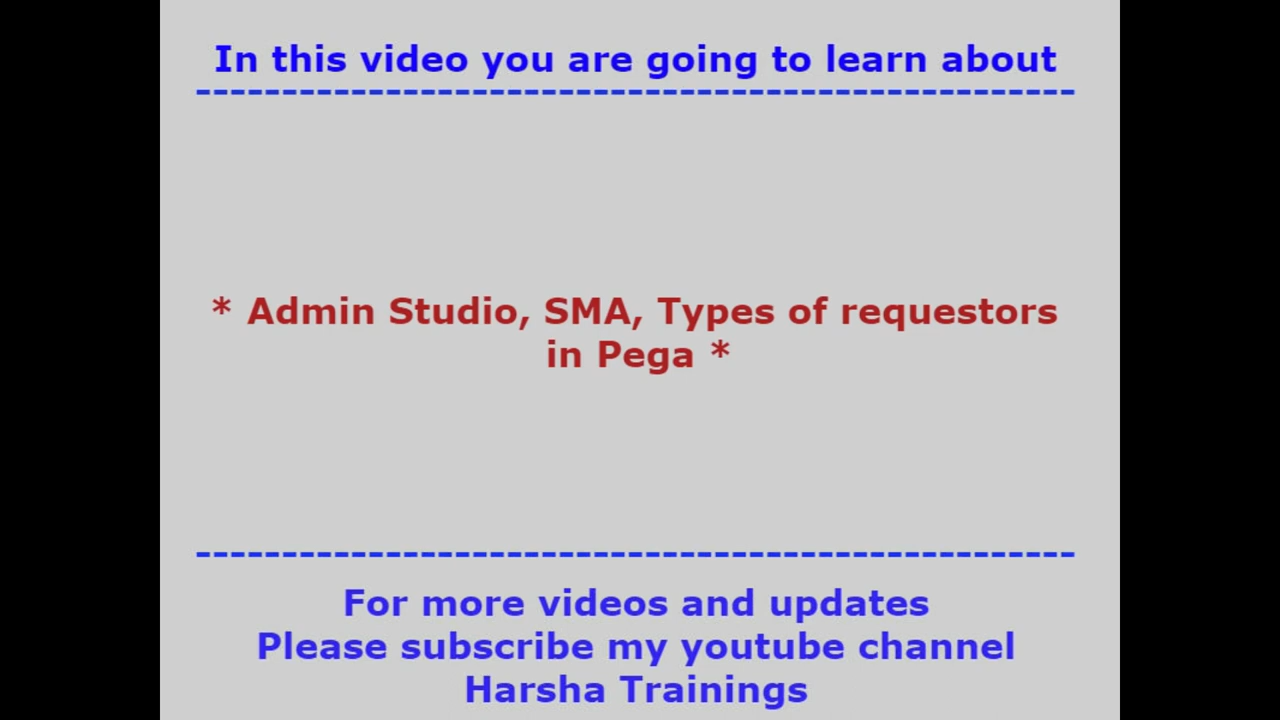 In this video you are going to learn about
---------------------------------------------------
* Admin Studio, SMA, Types of requestors
in Pega *
---------------------------------------------------
For more videos and updates
Please subscribe my youtube channel
Harsha Trainings